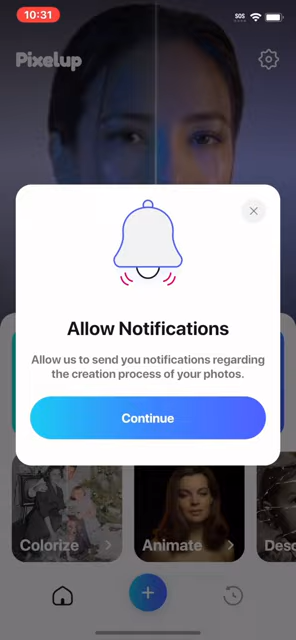 10:31
SOS
Pixelup
Allow Notifications
Allow us to send you notifications regarding
the creation process of your photos.
Continue
Colorize
Animate
Desc